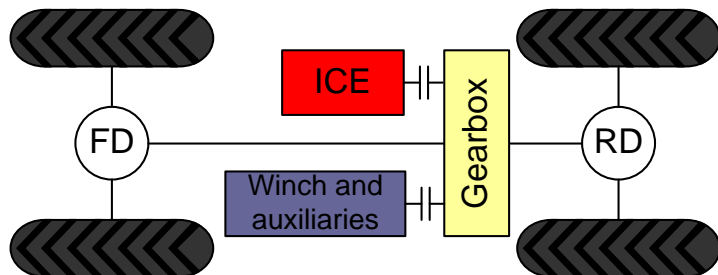 ICE
FD
Gearbox
RD
Winch and
auxiliaries